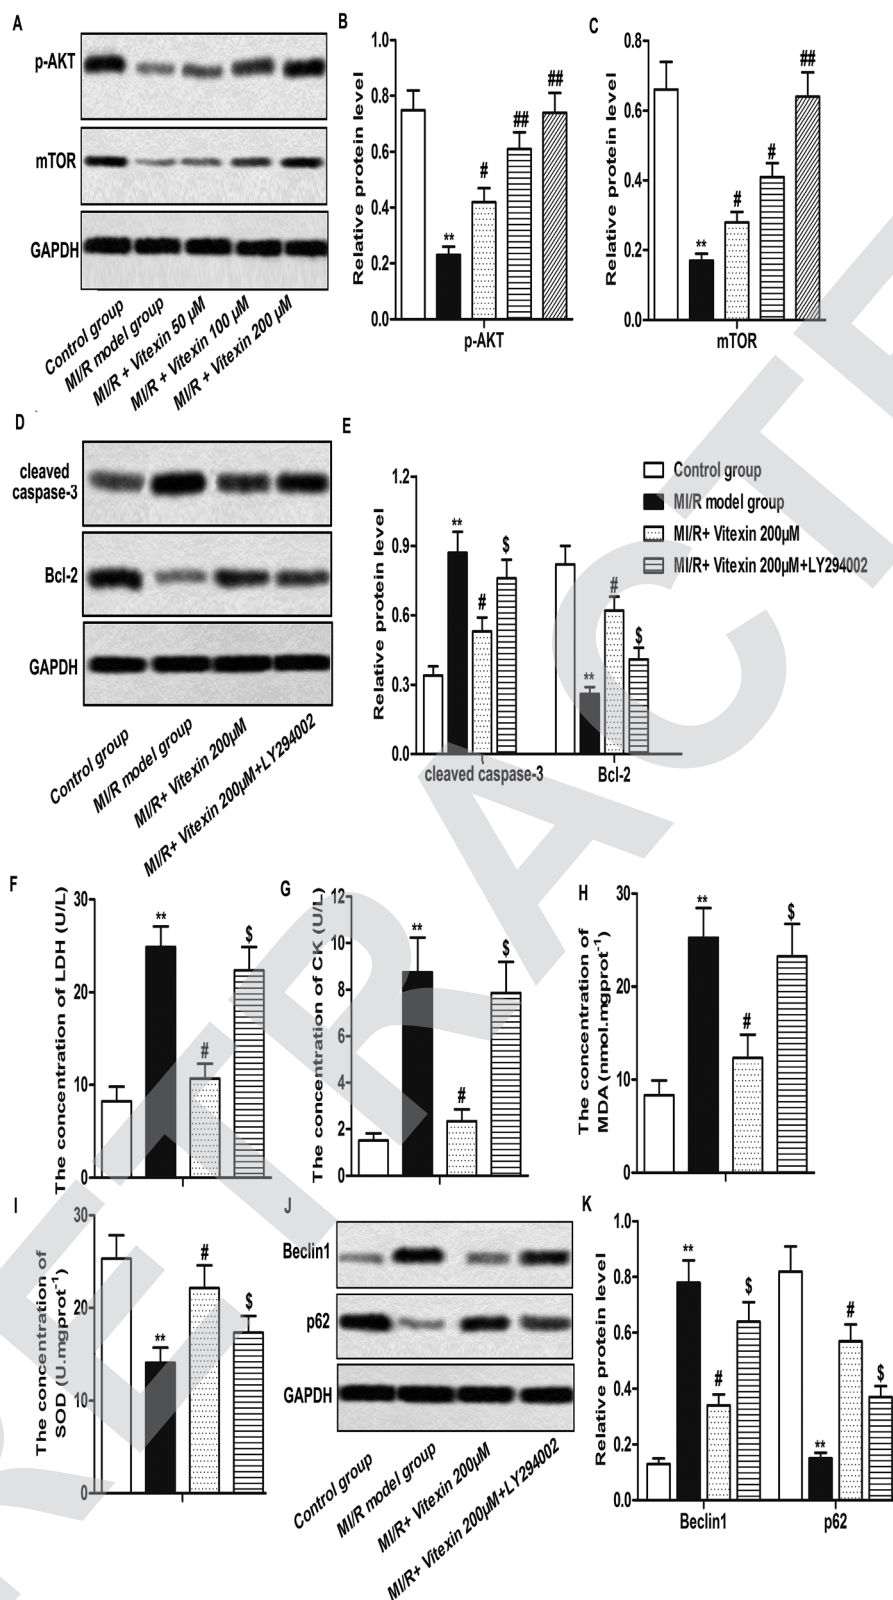 A
p-AKT
mTOR
GAPDH
Control group
MI/R model group
MI/R + Vitexin 50 μM
MI/R + Vitexin 100 μM
MI/R + Vitexin 200 μM
B
Relative protein level
1.0
0.8
0.6
0.4
0.2
0.0
**
#
##
##
p-AKT
C
Relative protein level
0.8
0.6
0.4
0.2
0.0
**
#
#
##
mTOR
D
cleaved
caspase-3
Bcl-2
GAPDH
Control group
MI/R model group
MI/R+ Vitexin 200μM
MI/R+ Vitexin 200μM+LY294002
E
Relative protein level
1.2
0.9
0.6
0.3
0.0
**
#
$
**
#
$
cleaved caspase-3
Bcl-2
Control group
MI/R model group
MI/R+ Vitexin 200μM
MI/R+ Vitexin 200μM+LY294002
F
The concentration of LDH (U/L)
30
20
10
0
**
#
$
G
The concentration of CK (U/L)
12
10
8
6
4
2
0
**
#
$
H
The concentration of
MDA (nmol.mgprot⁻¹)
30
20
10
0
**
#
$
I
The concentration of
SOD (U.mgprot⁻¹)
30
20
10
0
**
#
$
J
Beclin1
p62
GAPDH
Control group
MI/R model group
MI/R+ Vitexin 200μM
MI/R+ Vitexin 200μM+LY294002
K
Relative protein level
1.0
0.8
0.6
0.4
0.2
0.0
**
#
$
**
#
$
Beclin1
p62
RETRACTE